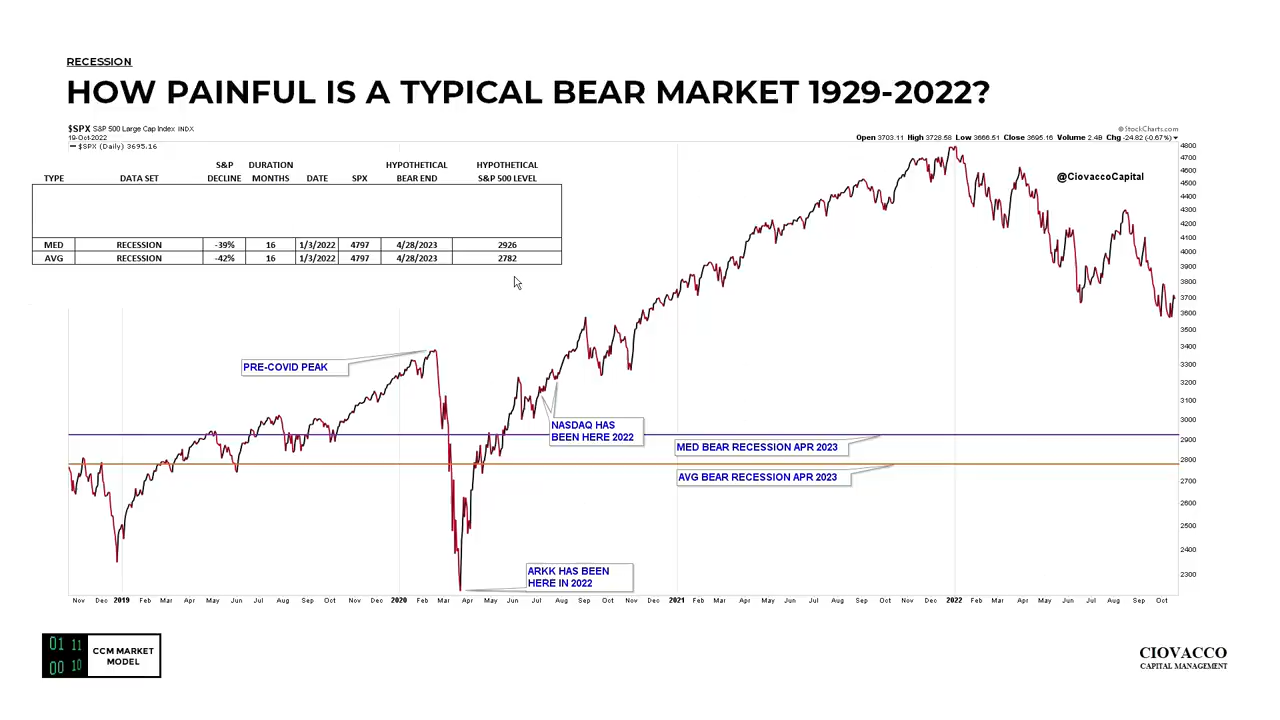 RECESSION
HOW PAINFUL IS A TYPICAL BEAR MARKET 1929-2022?
$SPX S&P 500 Large Cap Index INDX
© StockCharts.com
19-Oct-2022
Open 3703.11 High 3728.58 Low 3666.51 Close 3695.16 Volume 2.4B Chg -24.82 (-0.67%)
$SPX (Daily) 3695.16
S&P DURATION HYPOTHETICAL HYPOTHETICAL
TYPE DATA SET DECLINE MONTHS DATE SPX BEAR END S&P 500 LEVEL
MED RECESSION -39% 16 1/3/2022 4797 4/28/2023 2926
AVG RECESSION -42% 16 1/3/2022 4797 4/28/2023 2782
@CiovaccoCapital
4800
4700
4600
4500
4400
4300
4200
4100
4000
3900
3800
3700
3600
3500
3400
3300
3200
3100
3000
2900
2800
2700
2600
2500
2400
2300
PRE-COVID PEAK
NASDAQ HAS
BEEN HERE 2022
MED BEAR RECESSION APR 2023
AVG BEAR RECESSION APR 2023
ARKK HAS BEEN
HERE IN 2022
Nov Dec 2019 Feb Mar Apr May Jun Jul Aug Sep Oct Nov Dec 2020 Feb Mar Apr May Jun Jul Aug Sep Oct Nov Dec 2021 Feb Mar Apr May Jun Jul Aug Sep Oct Nov Dec 2022 Feb Mar Apr May Jun Jul Aug Sep Oct
01 11
00 10
CCM MARKET
MODEL
CIOVACCO
CAPITAL MANAGEMENT